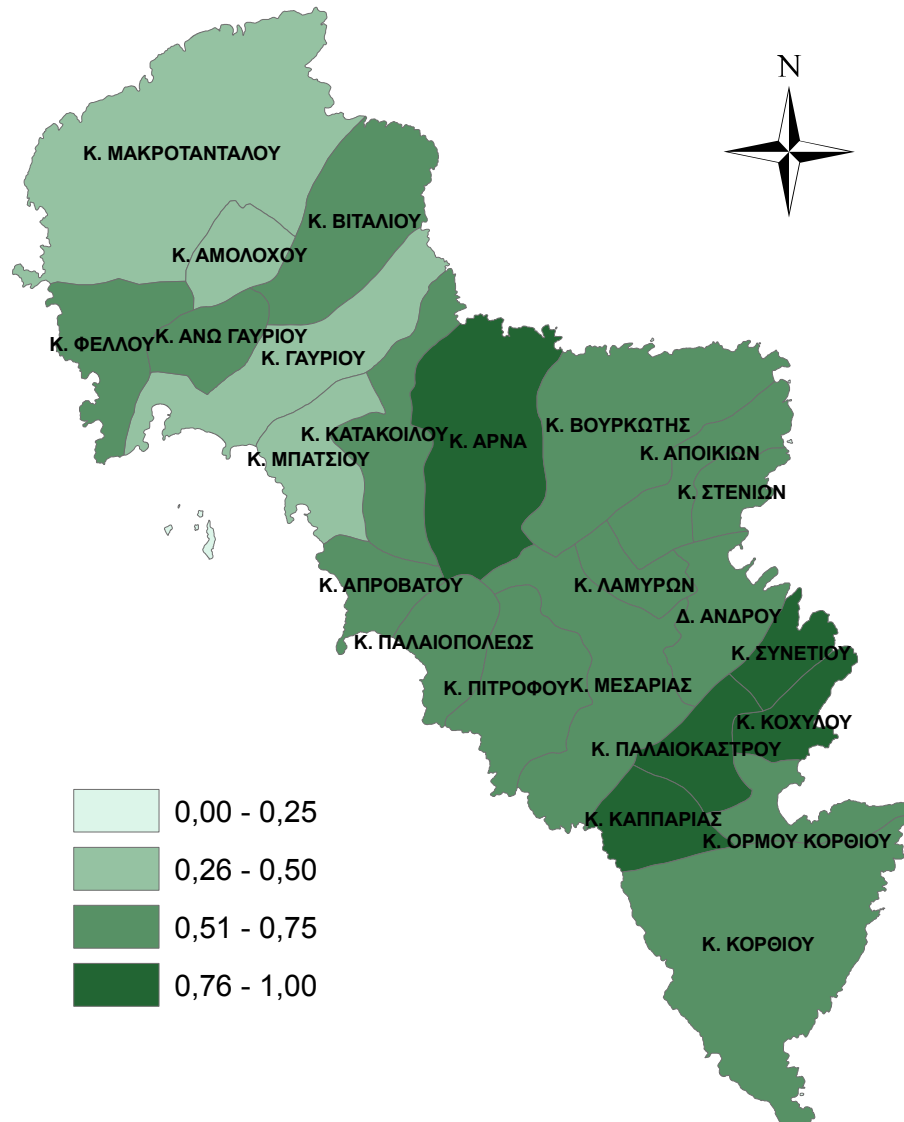 N
Κ. ΜΑΚΡΟΤΑΝΤΑΛΟΥ
Κ. ΒΙΤΑΛΙΟΥ
Κ. ΑΜΟΛΟΧΟΥ
Κ. ΦΕΛΛΟΥ
Κ. ΑΝΩ ΓΑΥΡΙΟΥ
Κ. ΓΑΥΡΙΟΥ
Κ. ΒΟΥΡΚΩΤΗΣ
Κ. ΚΑΤΑΚΟΙΛΟΥ
Κ. ΑΡΝΑ
Κ. ΑΠΟΙΚΙΩΝ
Κ. ΜΠΑΤΣΙΟΥ
Κ. ΣΤΕΝΙΩΝ
Κ. ΑΠΡΟΒΑΤΟΥ
Κ. ΛΑΜΥΡΩΝ
Δ. ΑΝΔΡΟΥ
Κ. ΠΑΛΑΙΟΠΟΛΕΩΣ
Κ. ΣΥΝΕΤΙΟΥ
Κ. ΠΙΤΡΟΦΟΥ
Κ. ΜΕΣΑΡΙΑΣ
Κ. ΚΟΧΥΛΟΥ
Κ. ΠΑΛΑΙΟΚΑΣΤΡΟΥ
Κ. ΚΑΠΠΑΡΙΑΣ
Κ. ΟΡΜΟΥ ΚΟΡΘΙΟΥ
Κ. ΚΟΡΘΙΟΥ
0,00 - 0,25
0,26 - 0,50
0,51 - 0,75
0,76 - 1,00